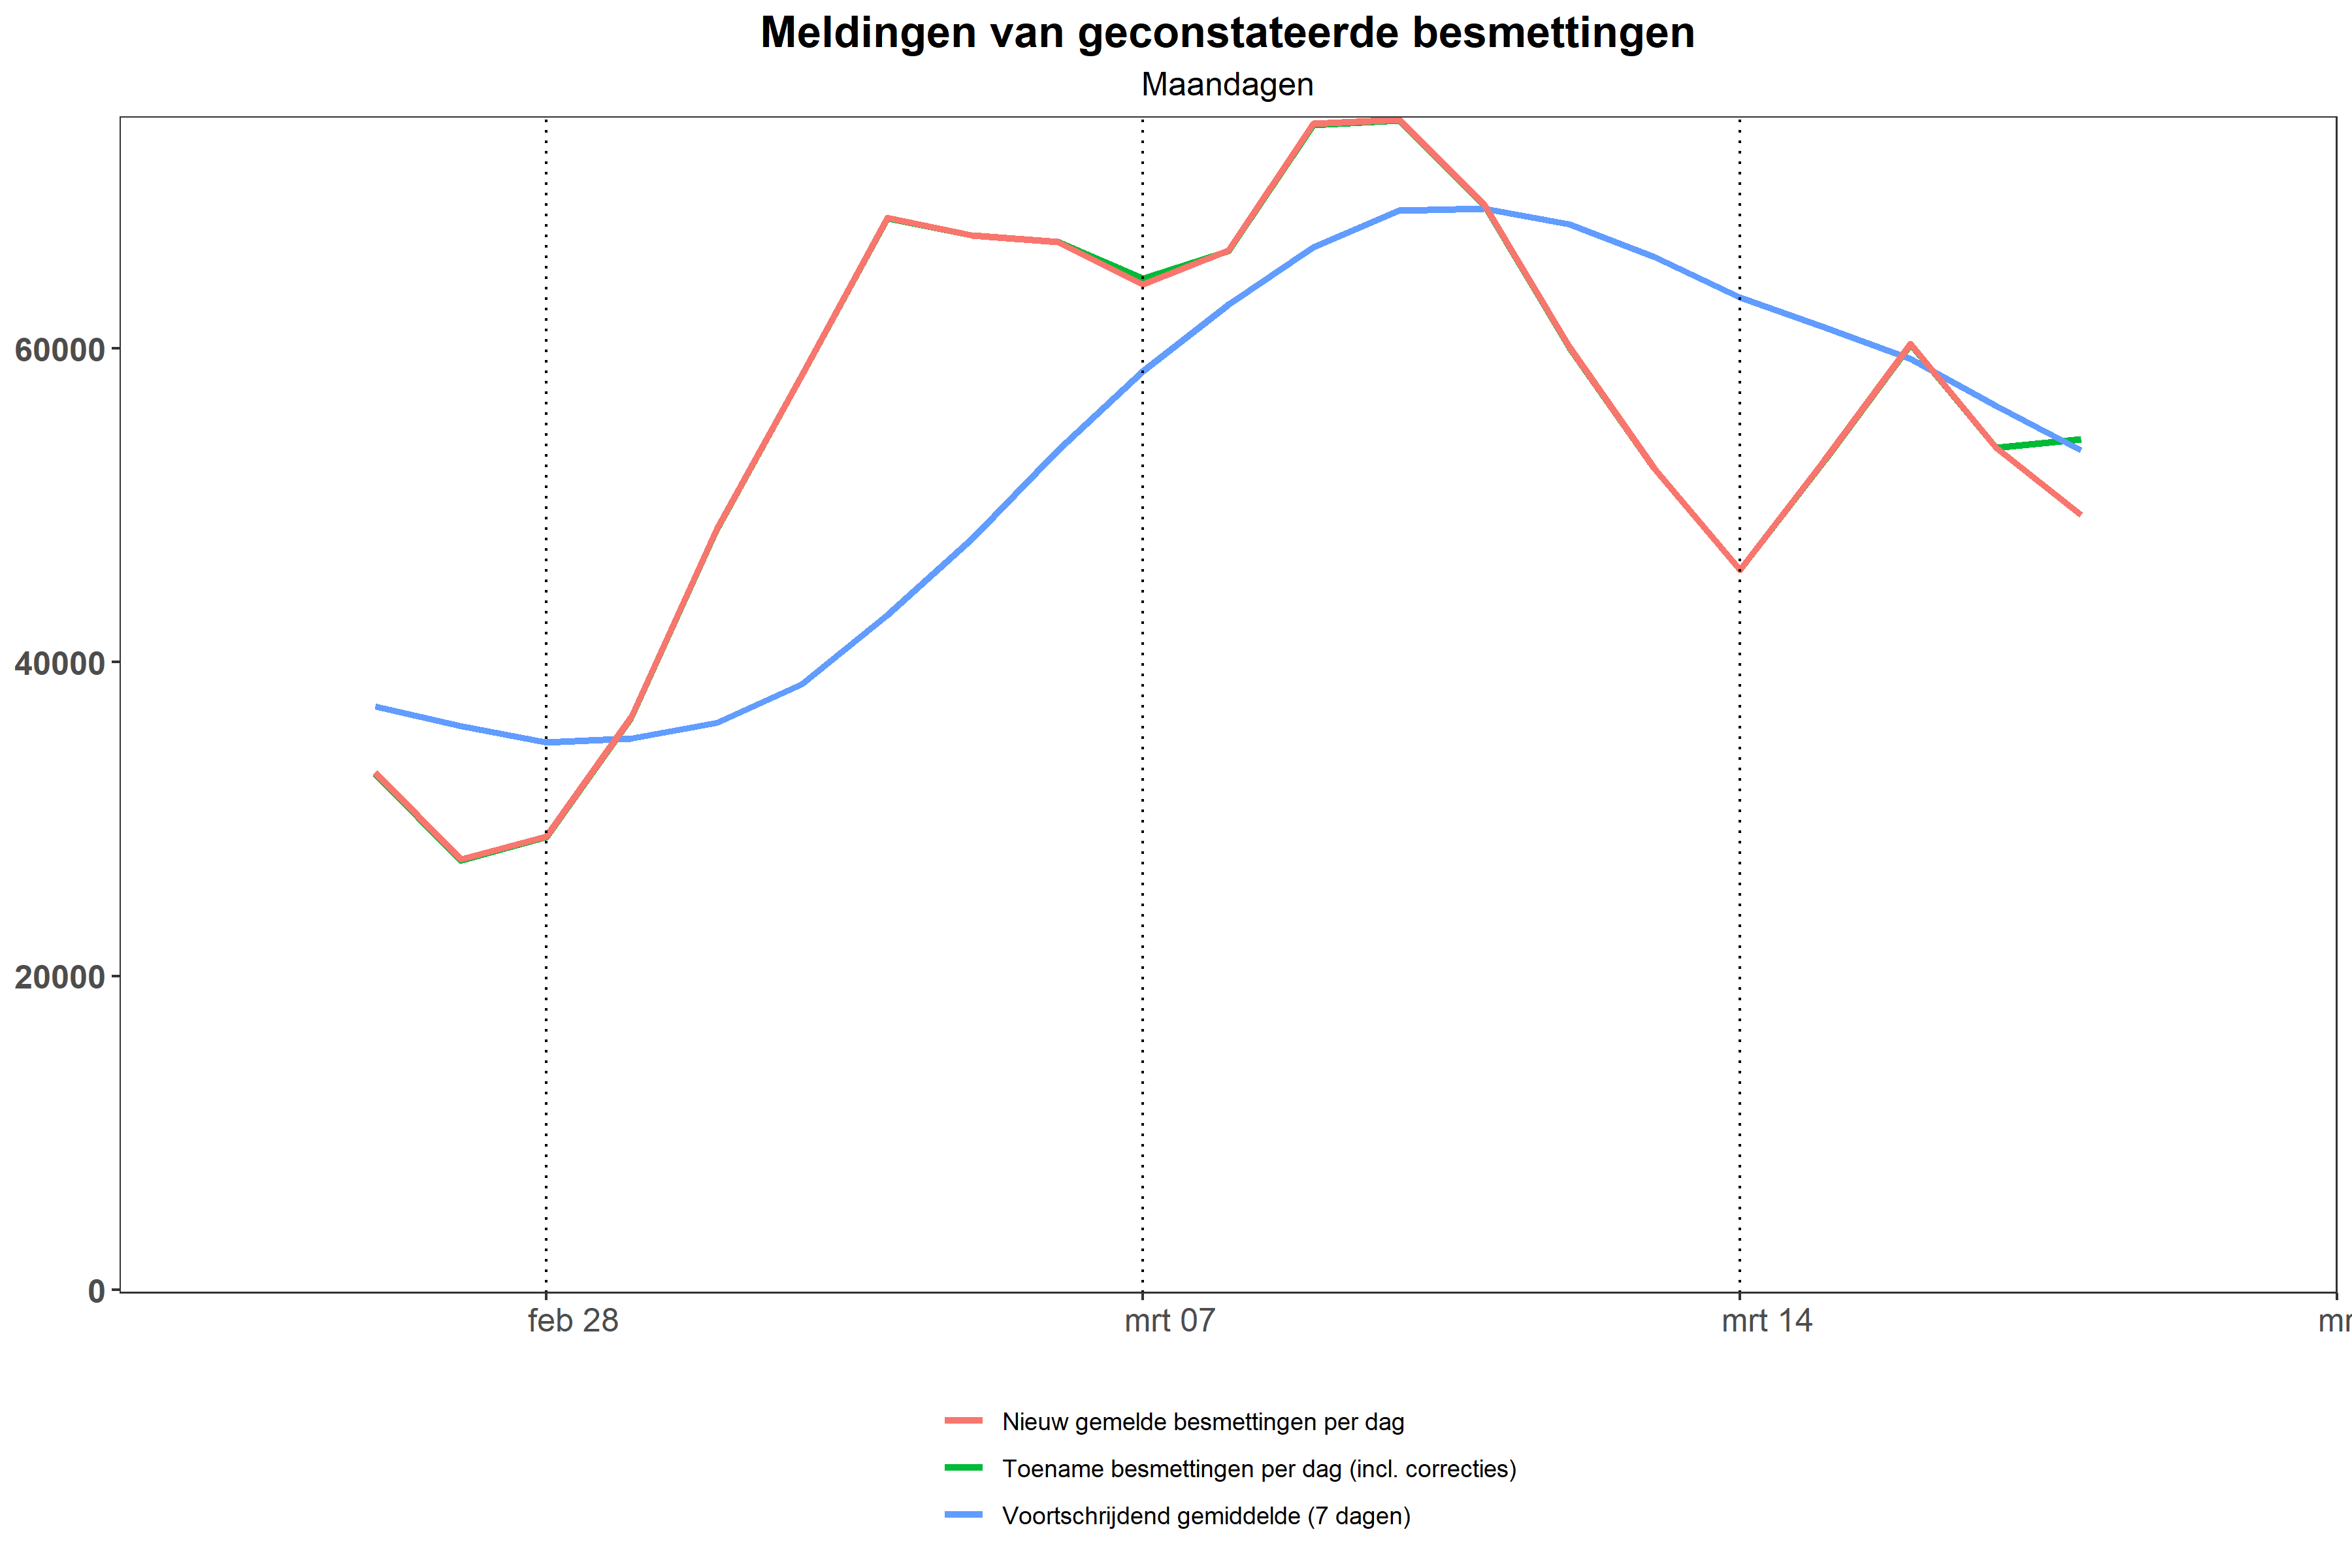 Meldingen van geconstateerde besmettingen
Maandagen
60000
40000
20000
0
feb 28
mrt 07
mrt 14
Nieuw gemelde besmettingen per dag
Toename besmettingen per dag (incl. correcties)
Voortschrijdend gemiddelde (7 dagen)